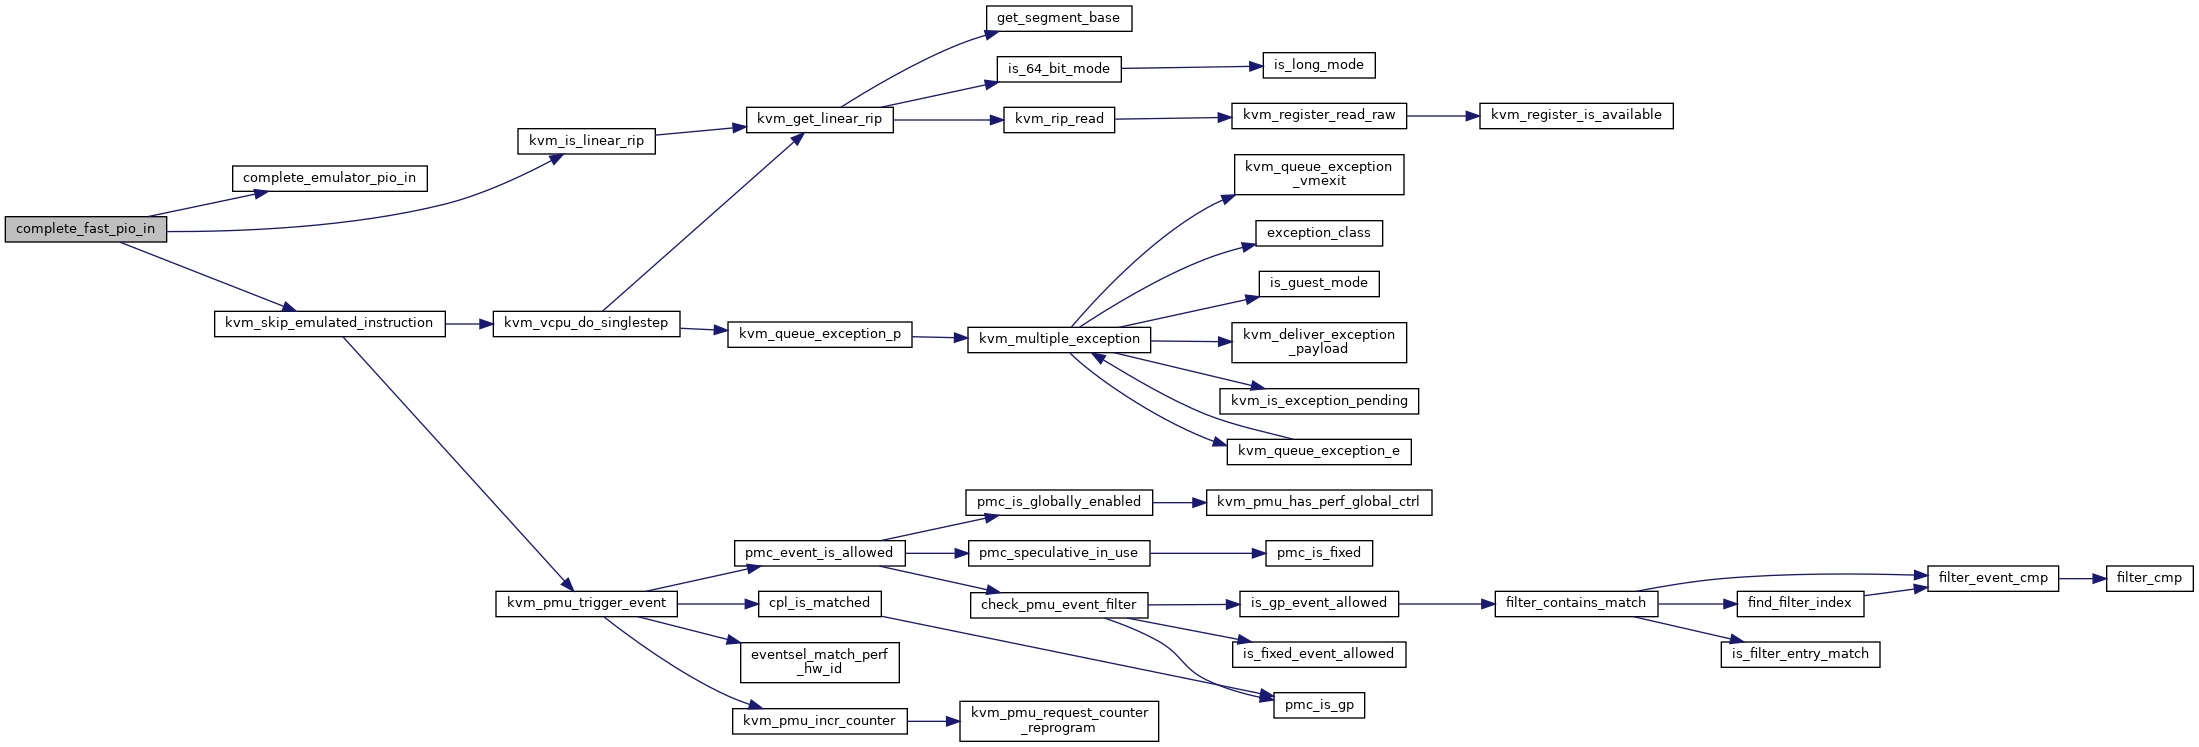 complete_fast_pio_in
complete_emulator_pio_in
kvm_is_linear_rip
kvm_get_linear_rip
get_segment_base
is_64_bit_mode
is_long_mode
kvm_rip_read
kvm_register_read_raw
kvm_register_is_available
kvm_skip_emulated_instruction
kvm_vcpu_do_singlestep
kvm_queue_exception_p
kvm_multiple_exception
kvm_queue_exception
_vmexit
exception_class
is_guest_mode
kvm_deliver_exception
_payload
kvm_is_exception_pending
kvm_queue_exception_e
kvm_pmu_trigger_event
pmc_event_is_allowed
pmc_is_globally_enabled
kvm_pmu_has_perf_global_ctrl
pmc_speculative_in_use
pmc_is_fixed
check_pmu_event_filter
is_gp_event_allowed
filter_contains_match
filter_event_cmp
filter_cmp
find_filter_index
is_filter_entry_match
is_fixed_event_allowed
pmc_is_gp
cpl_is_matched
eventsel_match_perf
_hw_id
kvm_pmu_incr_counter
kvm_pmu_request_counter
_reprogram